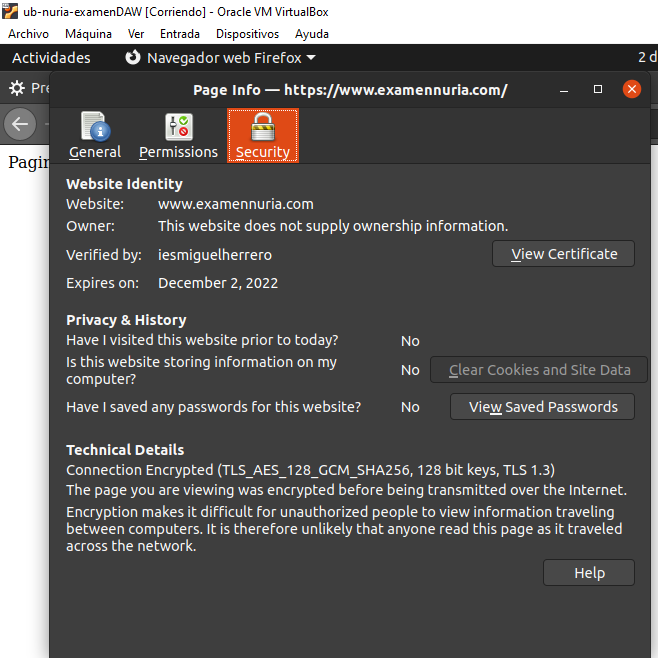 ub-nuria-examenDAW [Corriendo] - Oracle VM VirtualBox
Archivo Máquina Ver Entrada Dispositivos Ayuda
Actividades Navegador web Firefox 2 d
Pre
Page Info — https://www.examennuria.com/
General Permissions Security
Pagin
Website Identity
Website: www.examennuria.com
Owner: This website does not supply ownership information.
Verified by: iesmiguelherrero View Certificate
Expires on: December 2, 2022
Privacy & History
Have I visited this website prior to today? No
Is this website storing information on my
computer? No Clear Cookies and Site Data
Have I saved any passwords for this website? No View Saved Passwords
Technical Details
Connection Encrypted (TLS_AES_128_GCM_SHA256, 128 bit keys, TLS 1.3)
The page you are viewing was encrypted before being transmitted over the Internet.
Encryption makes it difficult for unauthorized people to view information traveling
between computers. It is therefore unlikely that anyone read this page as it traveled
across the network.
Help